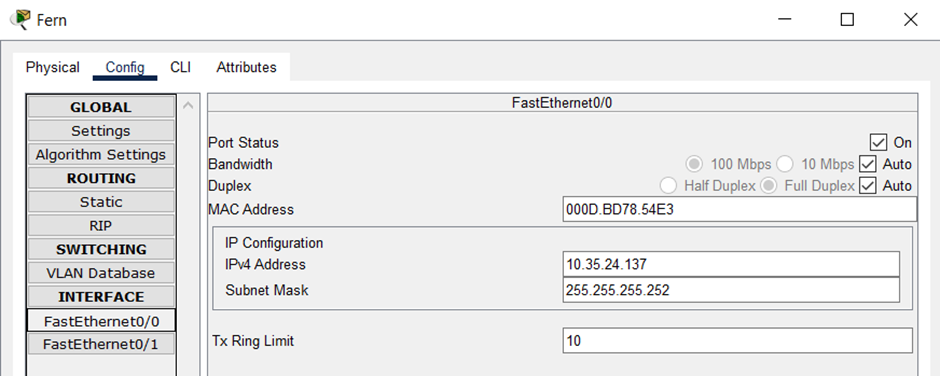 Fern
Physical Config CLI Attributes
GLOBAL
Settings
Algorithm Settings
ROUTING
Static
RIP
SWITCHING
VLAN Database
INTERFACE
FastEthernet0/0
FastEthernet0/1
FastEthernet0/0
Port Status On
Bandwidth 100 Mbps 10 Mbps Auto
Duplex Half Duplex Full Duplex Auto
MAC Address 000D.BD78.54E3
IP Configuration
IPv4 Address 10.35.24.137
Subnet Mask 255.255.255.252
Tx Ring Limit 10